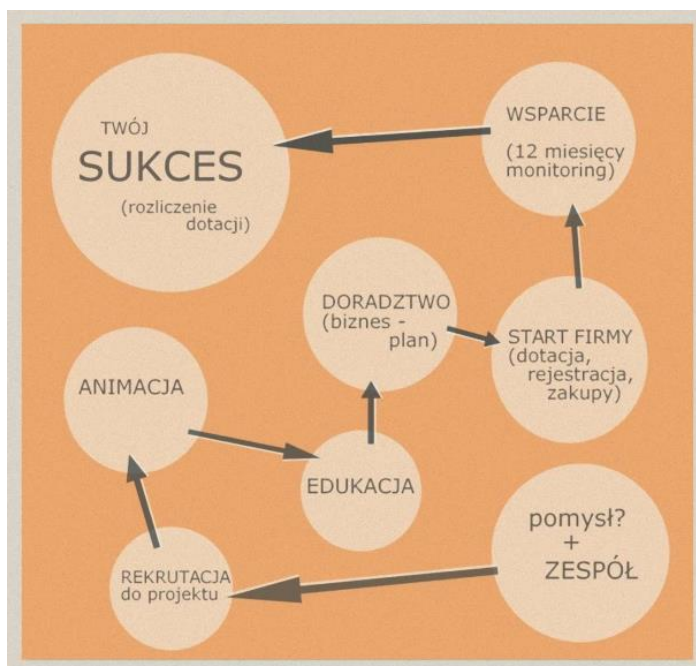 TWÓJ
SUKCES
(rozliczenie
dotacji)
WSPARCIE
(12 miesięcy
monitoring)
DORADZTWO
(biznes -
plan)
START FIRMY
(dotacja,
rejestracja,
zakupy)
ANIMACJA
EDUKACJA
pomysł?
+
ZESPÓŁ
REKRUTACJA
do projektu